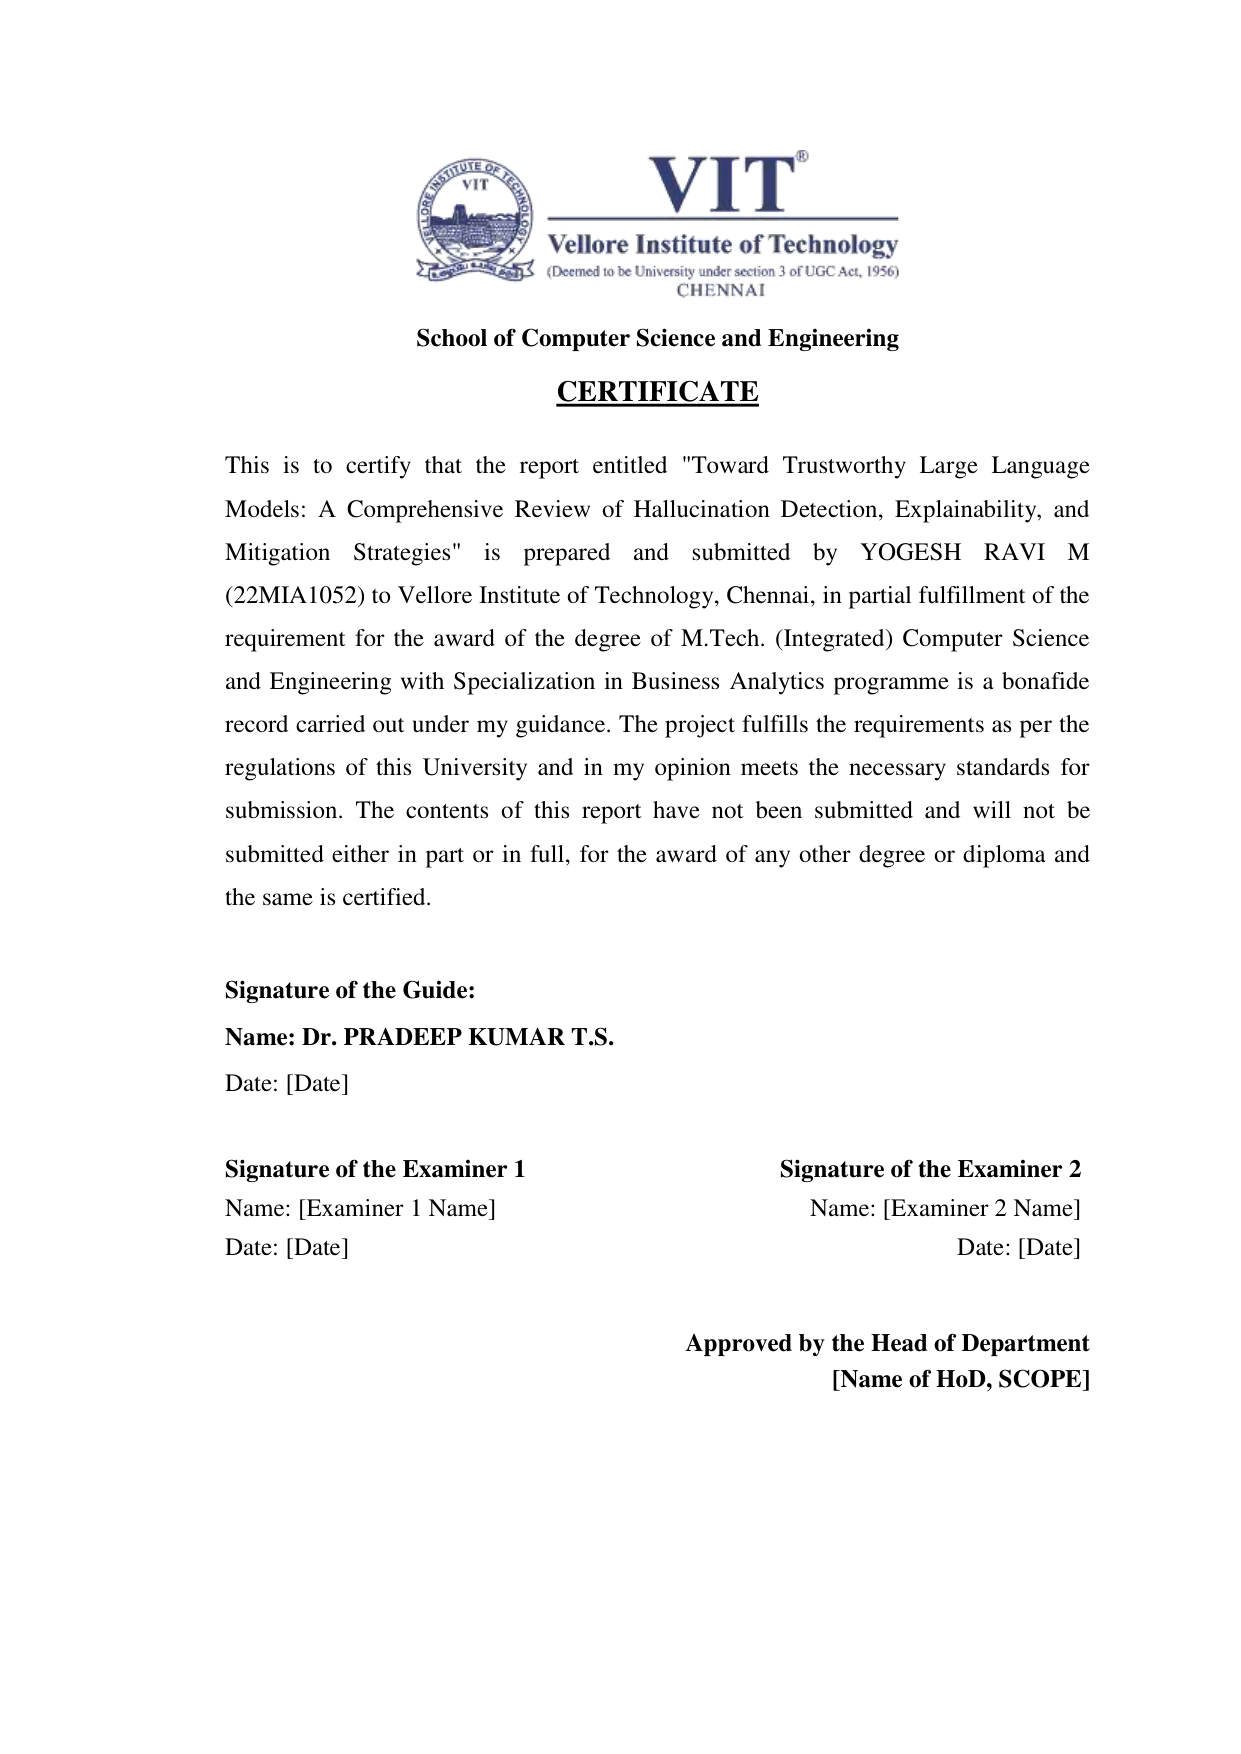 VELLORE INSTITUTE OF TECHNOLOGY
VIT
VIT®
Vellore Institute of Technology
(Deemed to be University under section 3 of UGC Act, 1956)
CHENNAI
School of Computer Science and Engineering
CERTIFICATE
This is to certify that the report entitled "Toward Trustworthy Large Language
Models: A Comprehensive Review of Hallucination Detection, Explainability, and
Mitigation Strategies" is prepared and submitted by YOGESH RAVI M
(22MIA1052) to Vellore Institute of Technology, Chennai, in partial fulfillment of the
requirement for the award of the degree of M.Tech. (Integrated) Computer Science
and Engineering with Specialization in Business Analytics programme is a bonafide
record carried out under my guidance. The project fulfills the requirements as per the
regulations of this University and in my opinion meets the necessary standards for
submission. The contents of this report have not been submitted and will not be
submitted either in part or in full, for the award of any other degree or diploma and
the same is certified.
Signature of the Guide:
Name: Dr. PRADEEP KUMAR T.S.
Date: [Date]
Signature of the Examiner 1
Name: [Examiner 1 Name]
Date: [Date]
Signature of the Examiner 2
Name: [Examiner 2 Name]
Date: [Date]
Approved by the Head of Department
[Name of HoD, SCOPE]